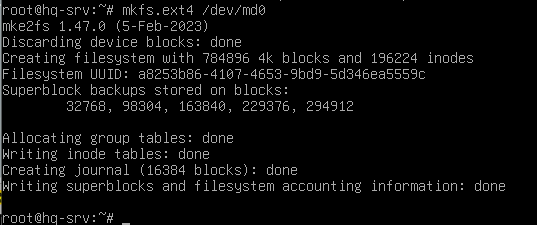 root@hq-srv:~# mkfs.ext4 /dev/md0
mke2fs 1.47.0 (5-Feb-2023)
Discarding device blocks: done
Creating filesystem with 784896 4k blocks and 196224 inodes
Filesystem UUID: a8253b86-4107-4653-9bd9-5d346ea5559c
Superblock backups stored on blocks:
        32768, 98304, 163840, 229376, 294912

Allocating group tables: done
Writing inode tables: done
Creating journal (16384 blocks): done
Writing superblocks and filesystem accounting information: done

root@hq-srv:~# _